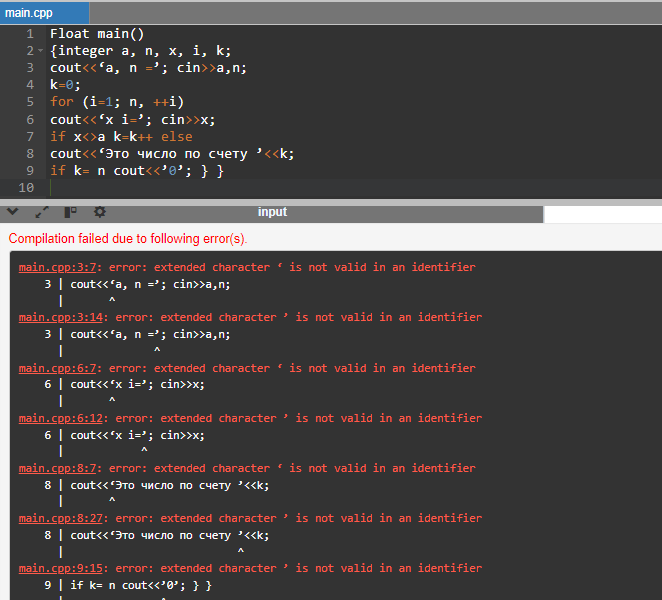 main.cpp
1 Float main()
2 {integer a, n, x, i, k;
3 cout<<‘a, n =’; cin>>a,n;
4 k=0;
5 for (i=1; n, ++i)
6 cout<<‘x i=’; cin>>x;
7 if x<>a k=k++ else
8 cout<<‘Это число по счету ’<<k;
9 if k= n cout<<’0’; } }
10
input
Compilation failed due to following error(s).
main.cpp:3:7: error: extended character ‘ is not valid in an identifier
3 | cout<<‘a, n =’; cin>>a,n;
| ^
main.cpp:3:14: error: extended character ’ is not valid in an identifier
3 | cout<<‘a, n =’; cin>>a,n;
| ^
main.cpp:6:7: error: extended character ‘ is not valid in an identifier
6 | cout<<‘x i=’; cin>>x;
| ^
main.cpp:6:12: error: extended character ’ is not valid in an identifier
6 | cout<<‘x i=’; cin>>x;
| ^
main.cpp:8:7: error: extended character ‘ is not valid in an identifier
8 | cout<<‘Это число по счету ’<<k;
| ^
main.cpp:8:27: error: extended character ’ is not valid in an identifier
8 | cout<<‘Это число по счету ’<<k;
| ^
main.cpp:9:15: error: extended character ’ is not valid in an identifier
9 | if k= n cout<<’0’; } }
| ^